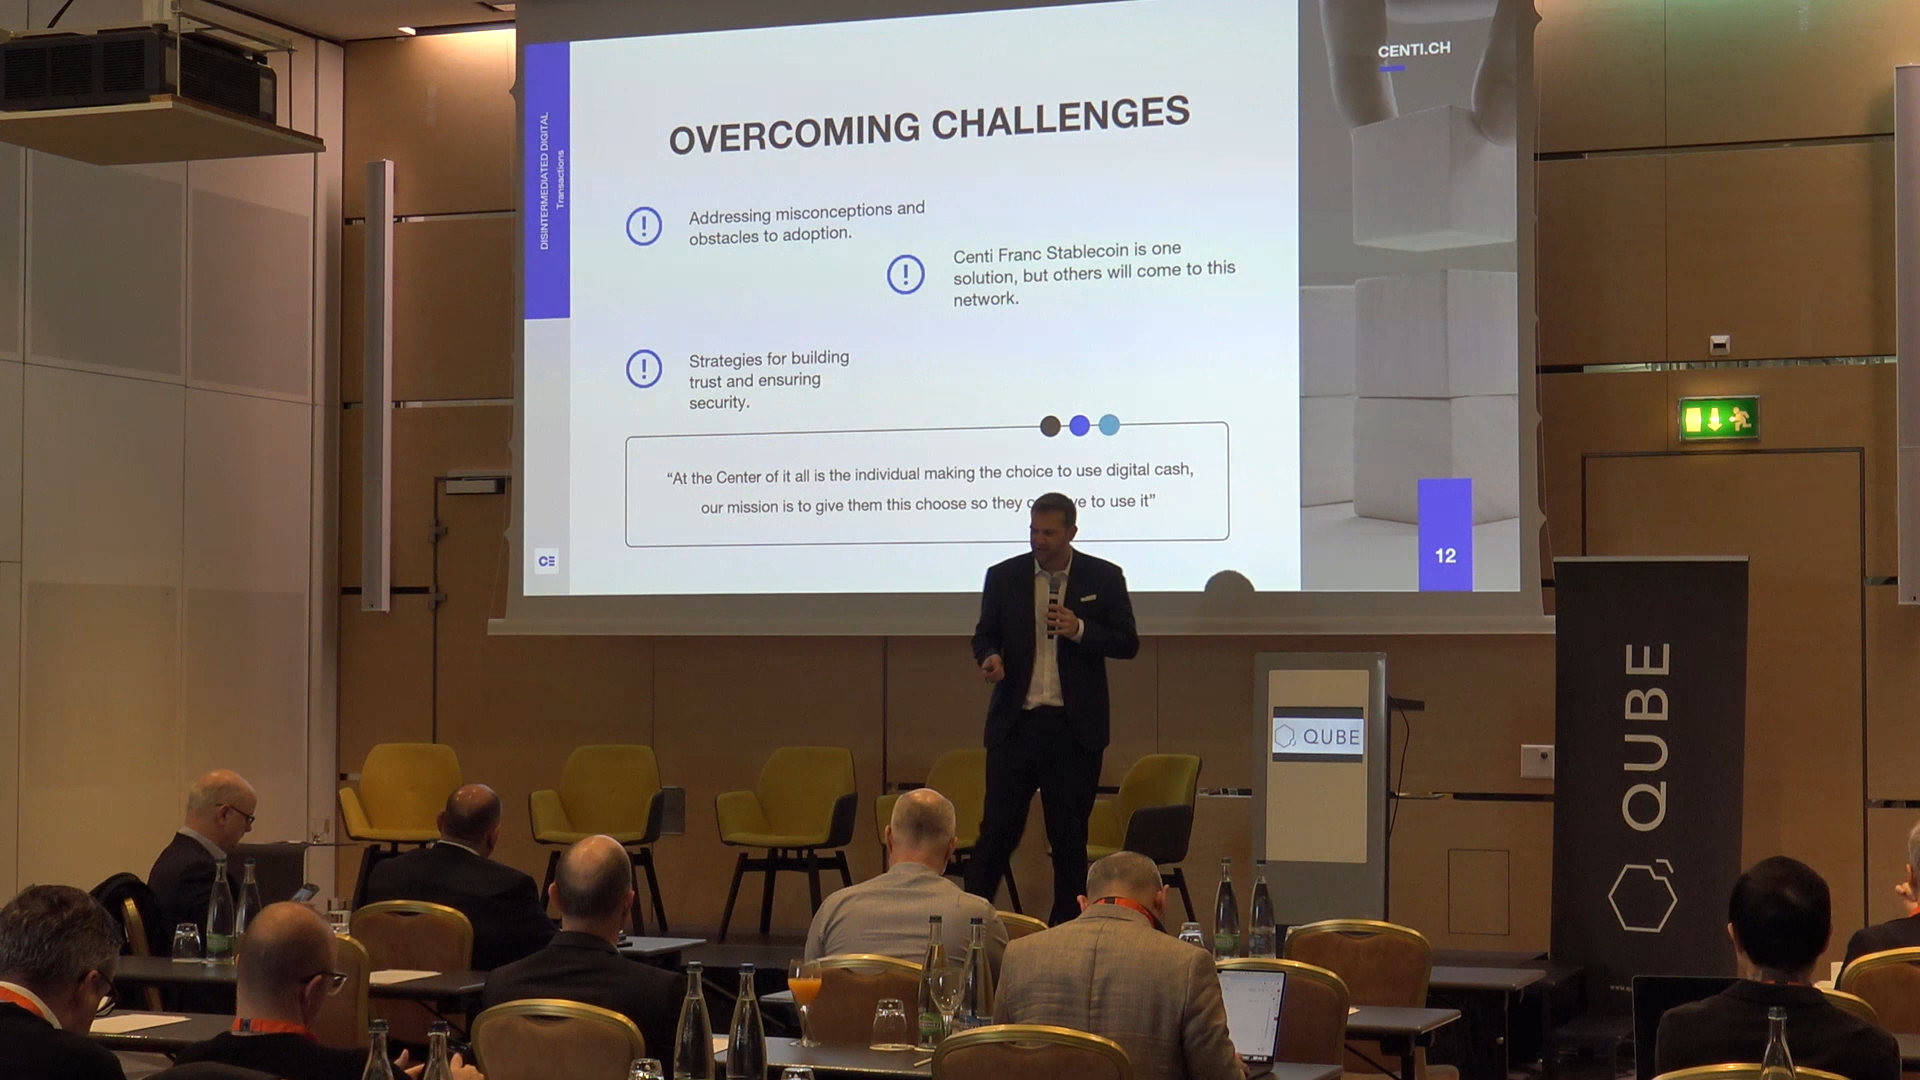 CENTI.CH
DISINTERMEDIATED DIGITAL
Transactions
OVERCOMING CHALLENGES
Addressing misconceptions and
obstacles to adoption.
Centi Franc Stablecoin is one
solution, but others will come to this
network.
Strategies for building
trust and ensuring
security.
“At the Center of it all is the individual making the choice to use digital cash,
our mission is to give them this choose so they to use it”
12
QUBE
QUBE